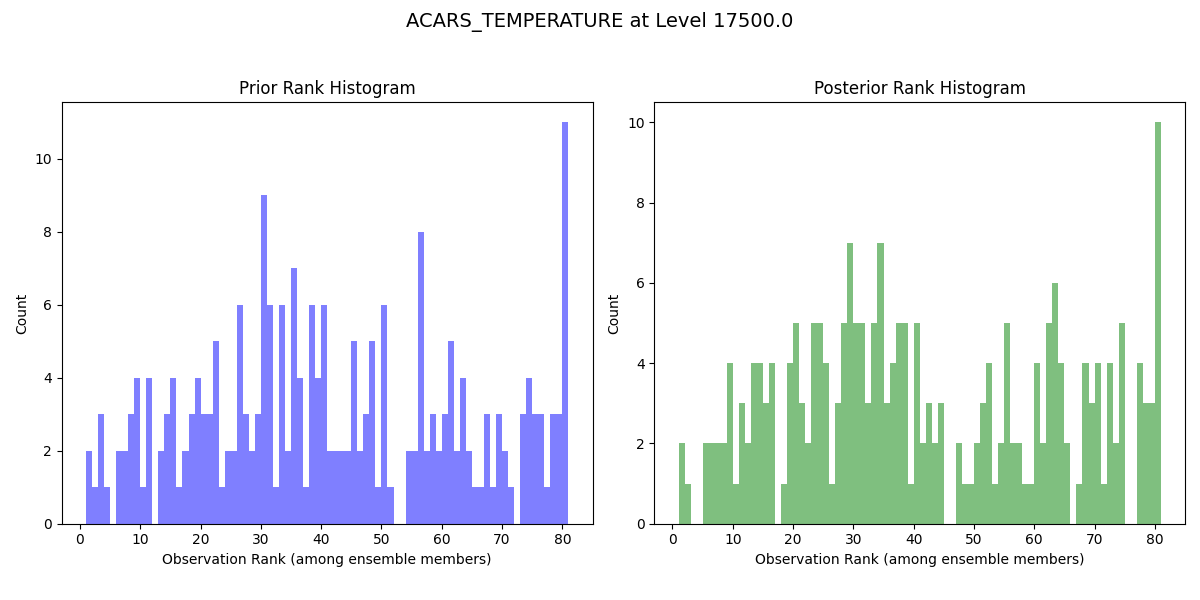 ACARS_TEMPERATURE at Level 17500.0
Prior Rank Histogram
Count
10
8
6
4
2
0
0 10 20 30 40 50 60 70 80
Observation Rank (among ensemble members)
Posterior Rank Histogram
Count
10
8
6
4
2
0
0 10 20 30 40 50 60 70 80
Observation Rank (among ensemble members)